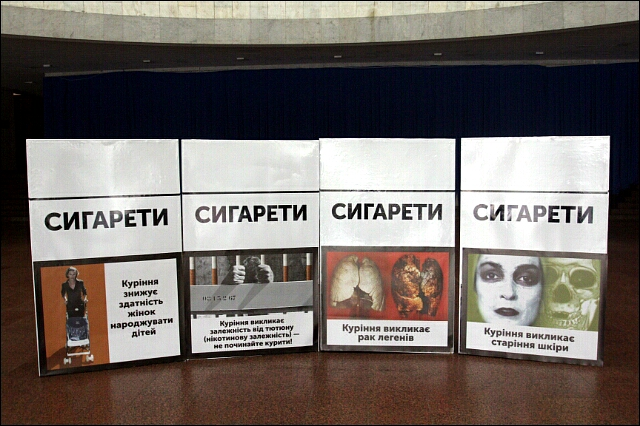 СИГАРЕТИ
Куріння
знижує
здатність
жінок
народжувати
дітей
СИГАРЕТИ
Куріння викликає
залежність від тютюну
(нікотинову залежність) —
не починайте курити!
СИГАРЕТИ
Куріння викликає
рак легенів
СИГАРЕТИ
Куріння викликає
старіння шкіри